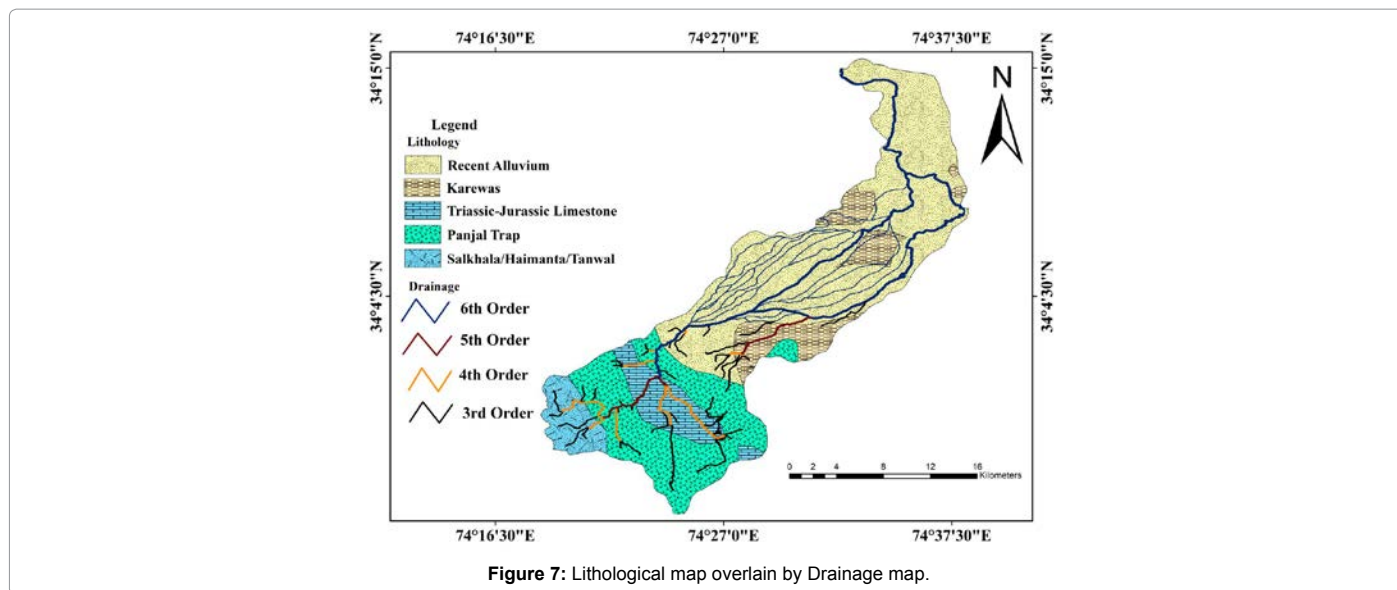 74°16'30"E 74°27'0"E 74°37'30"E
34°15'0"N 34°15'0"N
N
Legend
Lithology
Recent Alluvium
Karewas
Triassic-Jurassic Limestone
Panjal Trap
Salkhala/Haimanta/Tanwal
Drainage
6th Order
5th Order
4th Order
3rd Order
34°4'30"N 34°4'30"N
0 2 4 8 12 16
Kilometers
74°16'30"E 74°27'0"E 74°37'30"E
Figure 7: Lithological map overlain by Drainage map.